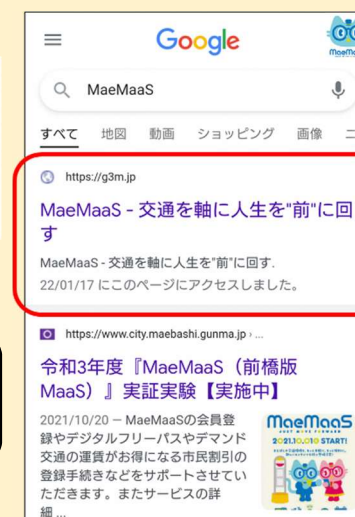 Google
MaeMaaS
すべて 地図 動画 ショッピング 画像
https://g3m.jp
MaeMaaS - 交通を軸に人生を"前"に回
す
MaeMaaS - 交通を軸に人生を"前"に回す.
22/01/17 にこのページにアクセスしました。
https://www.city.maebashi.gunma.jp › ...
令和3年度『MaeMaaS（前橋版
MaaS）』実証実験【実施中】
2021/10/20 — MaeMaaSの会員登
録やデジタルフリーパスやデマンド
交通の運賃がお得になる市民割引の
登録手続きなどをサポートさせてい
ただきます。またサービスの詳
細 ...
MaeMaaS
2021.10.010 START!